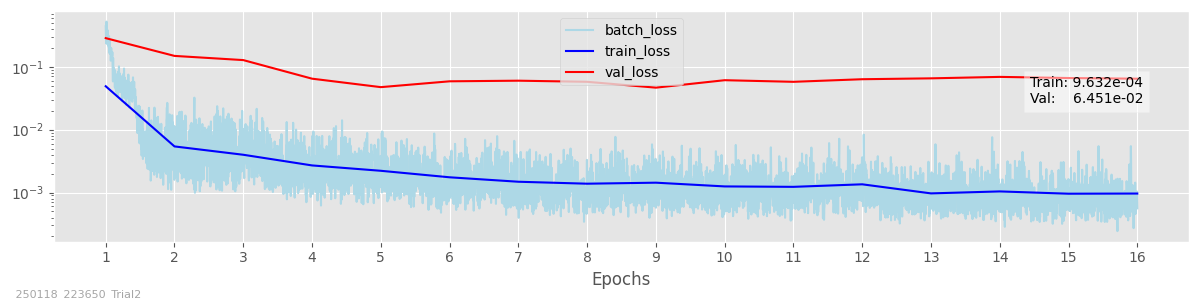 batch_loss
train_loss
val_loss
10⁻¹
10⁻²
10⁻³
Train: 9.632e-04
Val: 6.451e-02
1 2 3 4 5 6 7 8 9 10 11 12 13 14 15 16
Epochs
250118_223650_Trial2